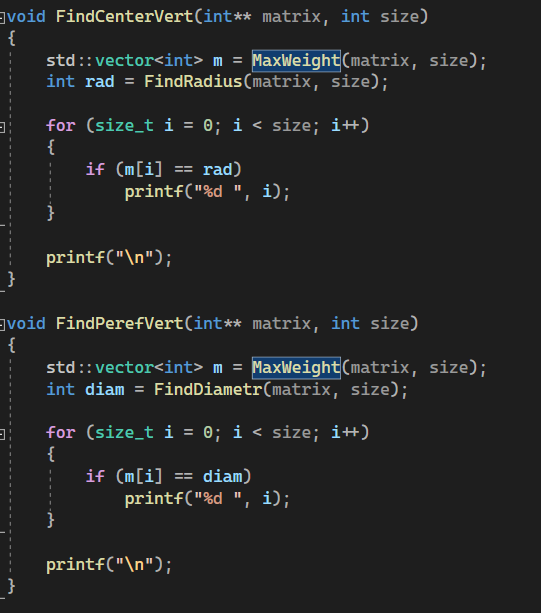 void FindCenterVert(int** matrix, int size)
{
    std::vector<int> m = MaxWeight(matrix, size);
    int rad = FindRadius(matrix, size);

    for (size_t i = 0; i < size; i++)
    {
        if (m[i] == rad)
            printf("%d ", i);
    }

    printf("\n");
}

void FindPerefVert(int** matrix, int size)
{
    std::vector<int> m = MaxWeight(matrix, size);
    int diam = FindDiametr(matrix, size);

    for (size_t i = 0; i < size; i++)
    {
        if (m[i] == diam)
            printf("%d ", i);
    }

    printf("\n");
}